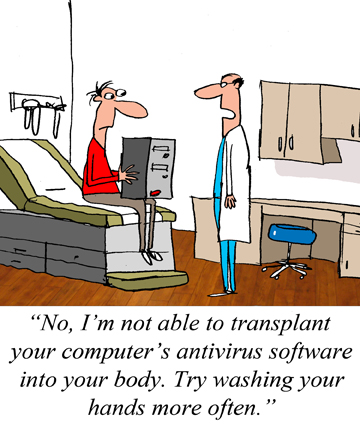 “No, I’m not able to transplant
your computer’s antivirus software
into your body. Try washing your
hands more often.”